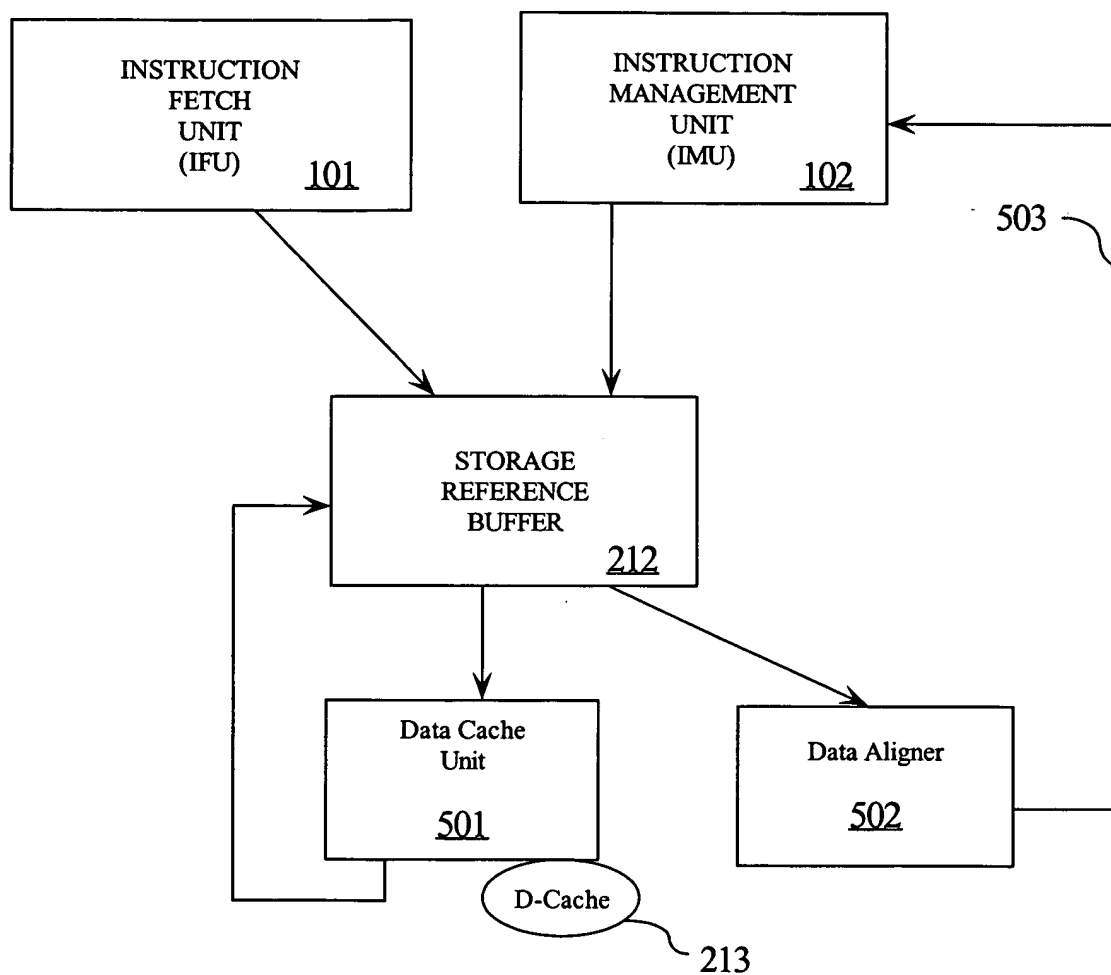 INSTRUCTION
FETCH
UNIT
(IFU)
101
INSTRUCTION
MANAGEMENT
UNIT
(IMU)
102
503
STORAGE
REFERENCE
BUFFER
212
Data Cache
Unit
501
Data Aligner
502
D-Cache
213